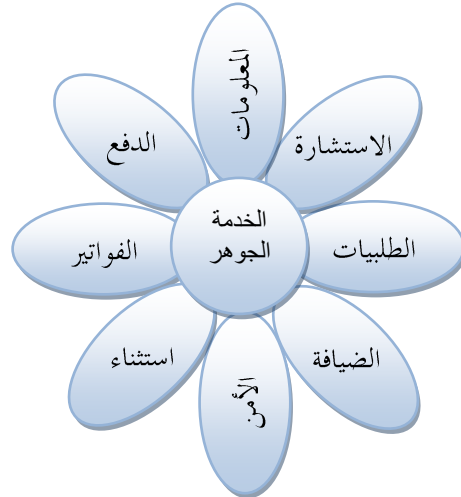 المعلومات
الاستشارة
الطلبيات
الضيافة
الأمن
استثناء
الفواتير
الدفع
الخدمة
الجوهر